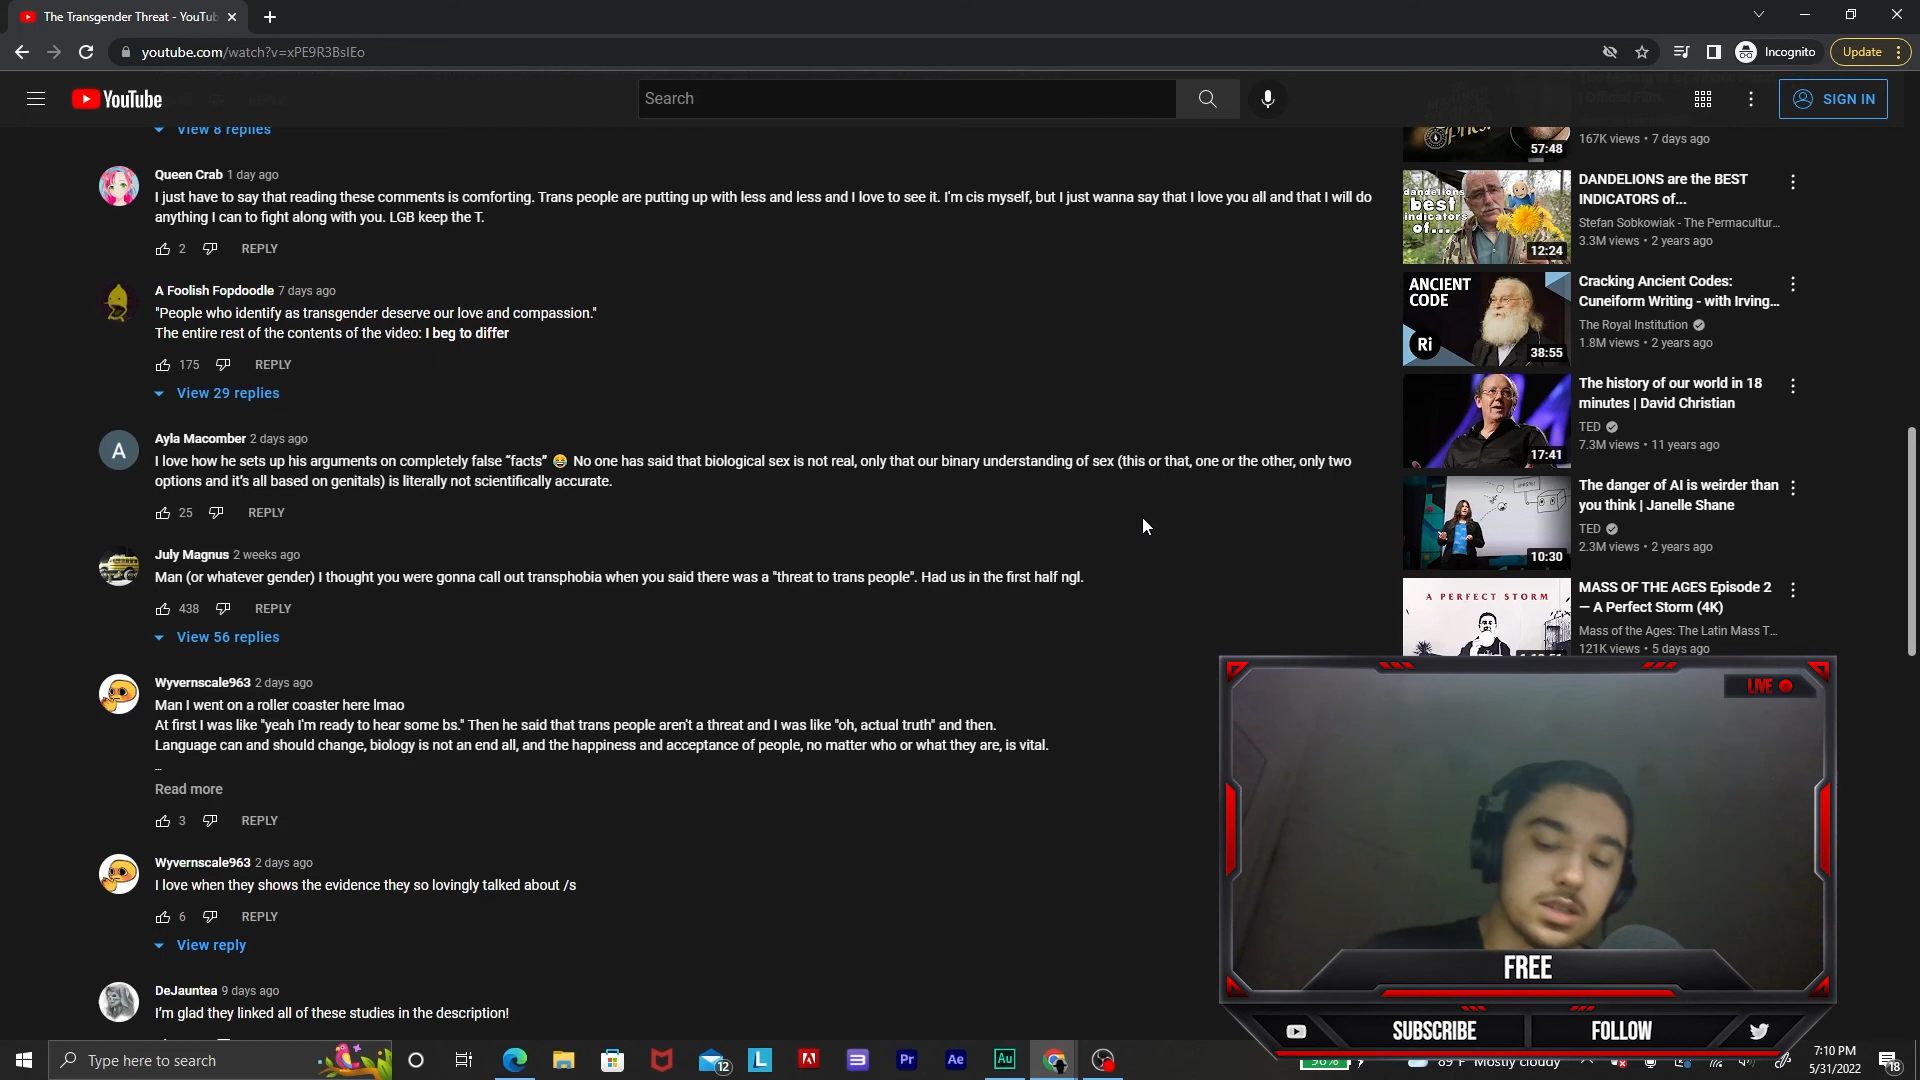 The Transgender Threat - YouTub
youtube.com/watch?v=xPE9R3BsIEo
Incognito
Update
YouTube
Search
SIGN IN
View 8 replies
Queen Crab 1 day ago
I just have to say that reading these comments is comforting. Trans people are putting up with less and less and I love to see it. I'm cis myself, but I just wanna say that I love you all and that I will do
anything I can to fight along with you. LGB keep the T.
2 REPLY
A Foolish Fopdoodle 7 days ago
"People who identify as transgender deserve our love and compassion."
The entire rest of the contents of the video: I beg to differ
175 REPLY
View 29 replies
A
Ayla Macomber 2 days ago
I love how he sets up his arguments on completely false “facts” 😂 No one has said that biological sex is not real, only that our binary understanding of sex (this or that, one or the other, only two
options and it’s all based on genitals) is literally not scientifically accurate.
25 REPLY
July Magnus 2 weeks ago
Man (or whatever gender) I thought you were gonna call out transphobia when you said there was a "threat to trans people". Had us in the first half ngl.
438 REPLY
View 56 replies
Wyvernscale963 2 days ago
Man I went on a roller coaster here lmao
At first I was like "yeah I'm ready to hear some bs." Then he said that trans people aren't a threat and I was like "oh, actual truth" and then.
Language can and should change, biology is not an end all, and the happiness and acceptance of people, no matter who or what they are, is vital.
...
Read more
3 REPLY
Wyvernscale963 2 days ago
I love when they shows the evidence they so lovingly talked about /s
6 REPLY
View reply
DeJauntea 9 days ago
I’m glad they linked all of these studies in the description!
57:48
167K views • 7 days ago
dandelions
best
indicators
of....
12:24
DANDELIONS are the BEST
INDICATORS of...
Stefan Sobkowiak - The Permacultur...
3.3M views • 2 years ago
ANCIENT
CODE
Ri
38:55
Cracking Ancient Codes:
Cuneiform Writing - with Irving...
The Royal Institution
1.8M views • 2 years ago
17:41
The history of our world in 18
minutes | David Christian
TED
7.3M views • 11 years ago
10:30
The danger of AI is weirder than
you think | Janelle Shane
TED
2.3M views • 2 years ago
A PERFECT STORM
MASS OF THE AGES Episode 2
— A Perfect Storm (4K)
Mass of the Ages: The Latin Mass T...
121K views • 5 days ago
LIVE
FREE
SUBSCRIBE
FOLLOW
Type here to search
12
L
Pr
Ae
Au
96%
89°F Mostly cloudy
7:10 PM
5/31/2022
18